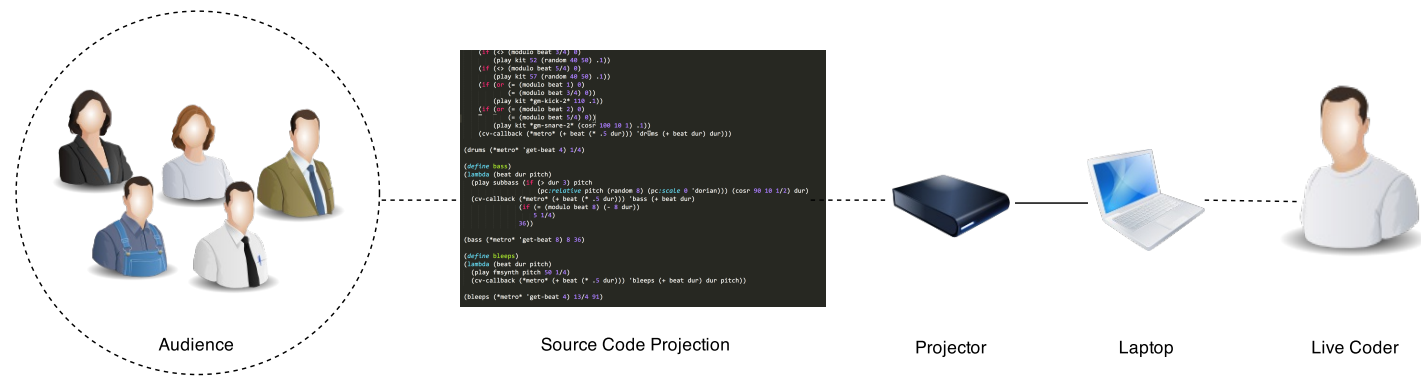 (if (<> (modulo beat 3/4) 0)
(play kit 52 (random 40 50) .1))
(if (<> (modulo beat 5/4) 0)
(play kit 57 (random 40 50) .1))
(if (or (= (modulo beat 1) 0)
(= (modulo beat 3/4) 0))
(play kit *gm-kick-2* 110 .1))
(if (or (= (modulo beat 2) 0)
(= (modulo beat 5/4) 0))
(play kit *gm-snare-2* (cosr 100 10 1) .1))
(cv-callback (*metro* (+ beat (* .5 dur))) 'drums (+ beat dur) dur)))
(drums (*metro* 'get-beat 4) 1/4)
(define bass)
(lambda (beat dur pitch)
(play subbass (if (> dur 3) pitch
(pc:relative pitch (random 8) (pc:scale 0 'dorian))) (cosr 90 10 1/2) dur)
(cv-callback (*metro* (+ beat (* .5 dur))) 'bass (+ beat dur)
(if (= (modulo beat 8) (- 8 dur))
5 1/4)
36))
(bass (*metro* 'get-beat 8) 8 36)
(define bleeps)
(lambda (beat dur pitch)
(play fmsynth pitch 50 1/4)
(cv-callback (*metro* (+ beat (* .5 dur))) 'bleeps (+ beat dur) dur pitch))
(bleeps (*metro* 'get-beat 4) 13/4 91)
Audience
Source Code Projection
Projector
Laptop
Live Coder